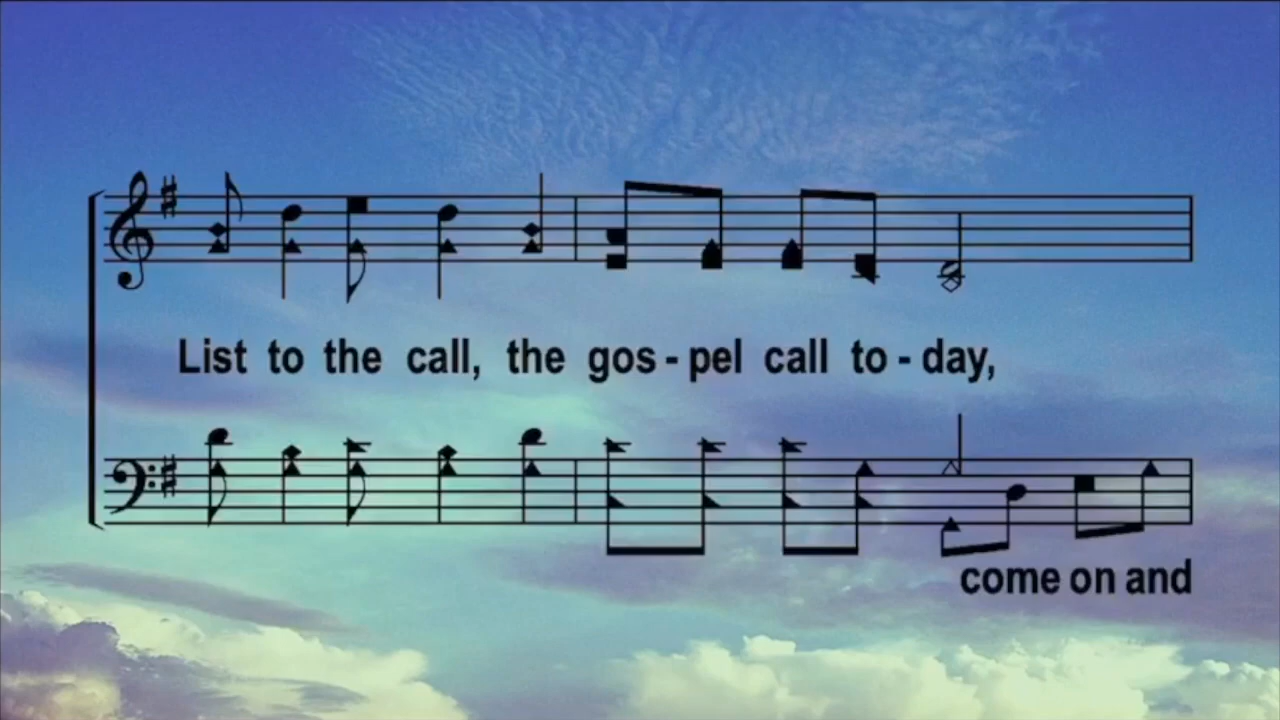 List to the call, the gos - pel call to - day,
come on and